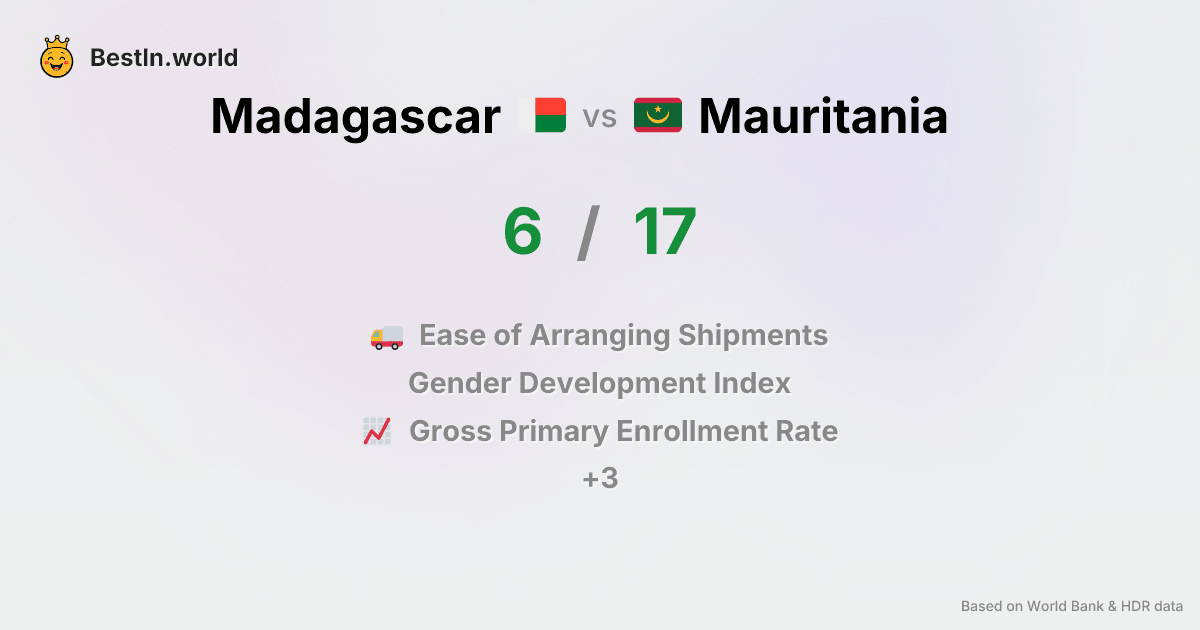 BestIn.world
Madagascar vs Mauritania
6 / 17
Ease of Arranging Shipments
Gender Development Index
Gross Primary Enrollment Rate
+3
Based on World Bank & HDR data